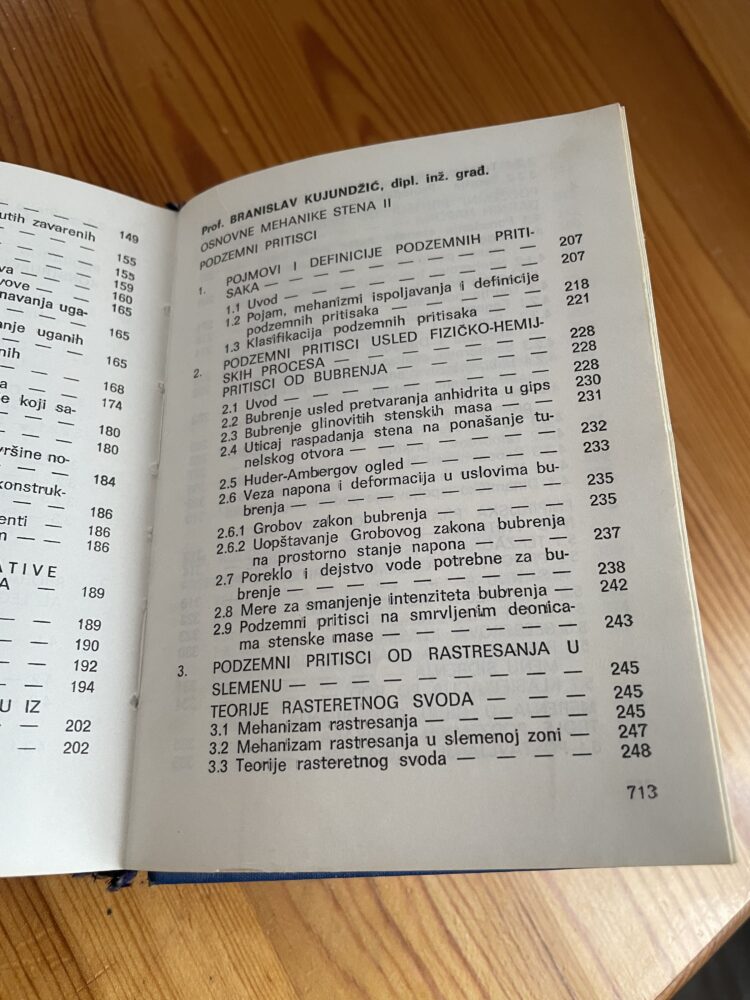 utih zavarenih
149
155
155
va — — — 159
vove — — 160
navanja uga-
165
nje uganih
165
nih
165
168
a — — — 174
e koji sa-
180
180
vršine no-
184
konstruk-
186
enti — 186
n — — 186
ATIVE
A — 189
189
190
192
194
U IZ
202
202
Prof. BRANISLAV KUJUNDŽIĆ, dipl. inž. građ.
OSNOVNE MEHANIKE STENA II
PODZEMNI PRITISCI
1. POJMOVI I DEFINICIJE PODZEMNIH PRITI-
SAKA — — — — — — — — 207
1.1 Uvod — — — — — — — 207
1.2 Pojam, mehanizmi ispoljavanja i definicije
podzemnih pritisaka — — — — 218
1.3 Klasifikacija podzemnih pritisaka — — 221
2. PODZEMNI PRITISCI USLED FIZIČKO-HEMIJ-
SKIH PROCESA — — — — — — 228
PRITISCI OD BUBRENJA — — — — — 228
2.1 Uvod — — — — — — — 228
2.2 Bubrenje usled pretvaranja anhidrita u gips 230
2.3 Bubrenje glinovitih stenskih masa — — 231
2.4 Uticaj raspadanja stena na ponašanje tu-
nelskog otvora — — — — — — 232
2.5 Huder-Ambergov ogled — — — — 233
2.6 Veza napona i deformacija u uslovima bu-
brenja — — — — — — — 235
2.6.1 Grobov zakon bubrenja — — — — 235
2.6.2 Uopštavanje Grobovog zakona bubrenja
na prostorno stanje napona — — — 237
2.7 Poreklo i dejstvo vode potrebne za bu-
brenje — — — — — — — 238
2.8 Mere za smanjenje intenziteta bubrenja — 242
2.9 Podzemni pritisci na smrvljenim deonica-
ma stenske mase — — — — — 243
3. PODZEMNI PRITISCI OD RASTRESANJA U
SLEMENU — — — — — — — — 245
TEORIJE RASTERETNOG SVODA — — — 245
3.1 Mehanizam rastresanja — — — — 245
3.2 Mehanizam rastresanja u slemenoj zoni — 247
3.3 Teorije rasteretnog svoda — — — — 248
713